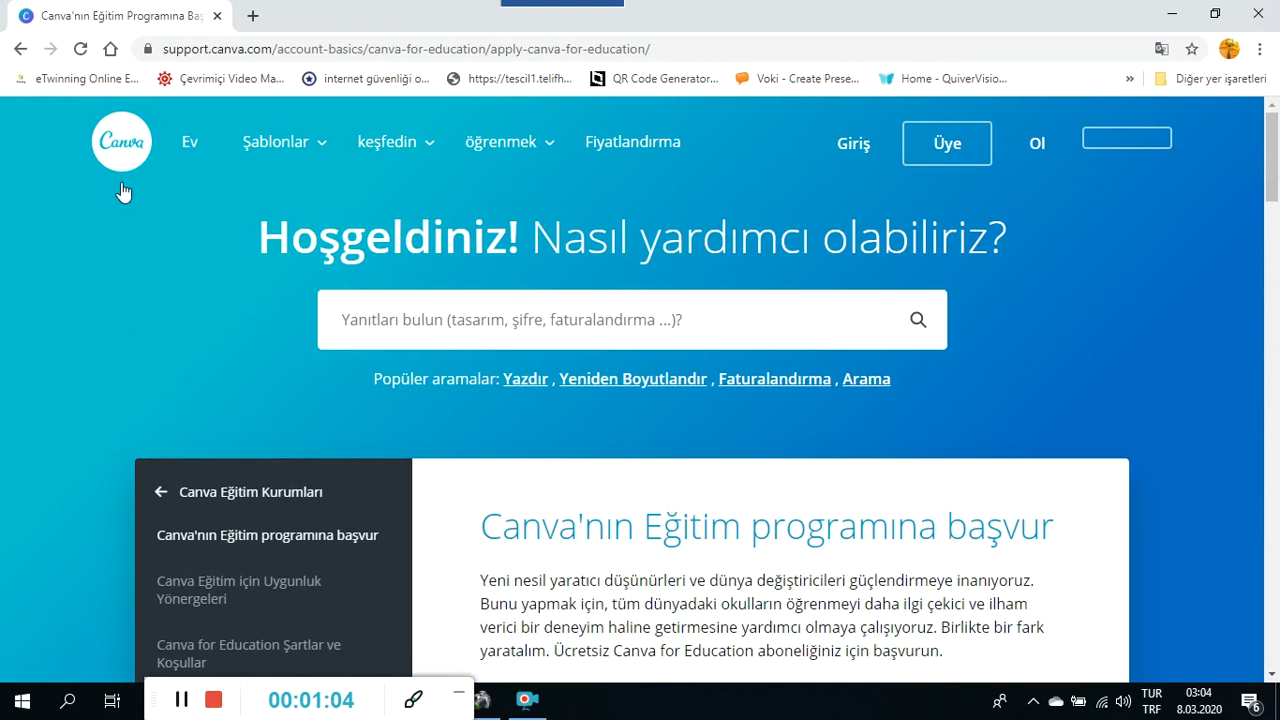 Canva'nın Eğitim Programına Baş
support.canva.com/account-basics/canva-for-education/apply-canva-for-education/
eTwinning Online E...
Çevrimiçi Video Ma...
internet güvenliği o...
https://tescil1.telifh...
QR Code Generator...
Voki - Create Prese...
Home - QuiverVisio...
»
Diğer yer işaretleri
Canva
Ev
Şablonlar
keşfedin
öğrenmek
Fiyatlandırma
Giriş
Üye
Ol
Hoşgeldiniz! Nasıl yardımcı olabiliriz?
Yanıtları bulun (tasarım, şifre, faturalandırma ...)?
Popüler aramalar: Yazdır , Yeniden Boyutlandır , Faturalandırma , Arama
Canva Eğitim Kurumları
Canva'nın Eğitim programına başvur
Canva Eğitim için Uygunluk
Yönergeleri
Canva for Education Şartlar ve
Koşullar
Canva'nın Eğitim programına başvur
Yeni nesil yaratıcı düşünürleri ve dünya değiştiricileri güçlendirmeye inanıyoruz.
Bunu yapmak için, tüm dünyadaki okulların öğrenmeyi daha ilgi çekici ve ilham
verici bir deneyim haline getirmesine yardımcı olmaya çalışıyoruz. Birlikte bir fark
yaratalım. Ücretsiz Canva for Education aboneliğiniz için başvurun.
00:01:04
TUR
TRF
03:04
8.03.2020
6